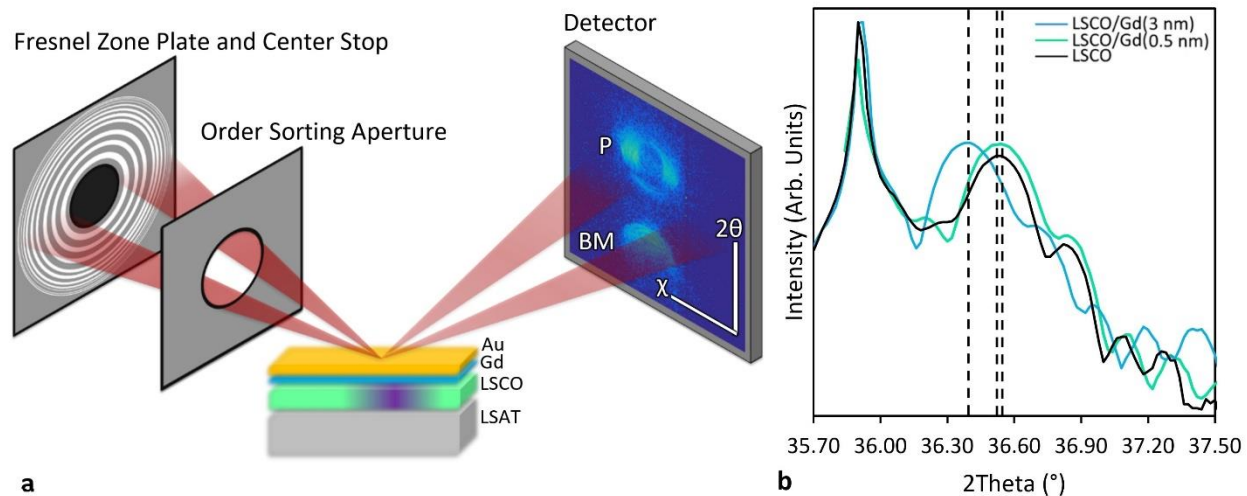 Fresnel Zone Plate and Center Stop
Order Sorting Aperture
Detector
P
BM
2θ
χ
Au
Gd
LSCO
LSAT
a
LSCO/Gd(3 nm)
LSCO/Gd(0.5 nm)
LSCO
Intensity (Arb. Units)
35.70 36.00 36.30 36.60 36.90 37.20 37.50
2Theta (°)
b